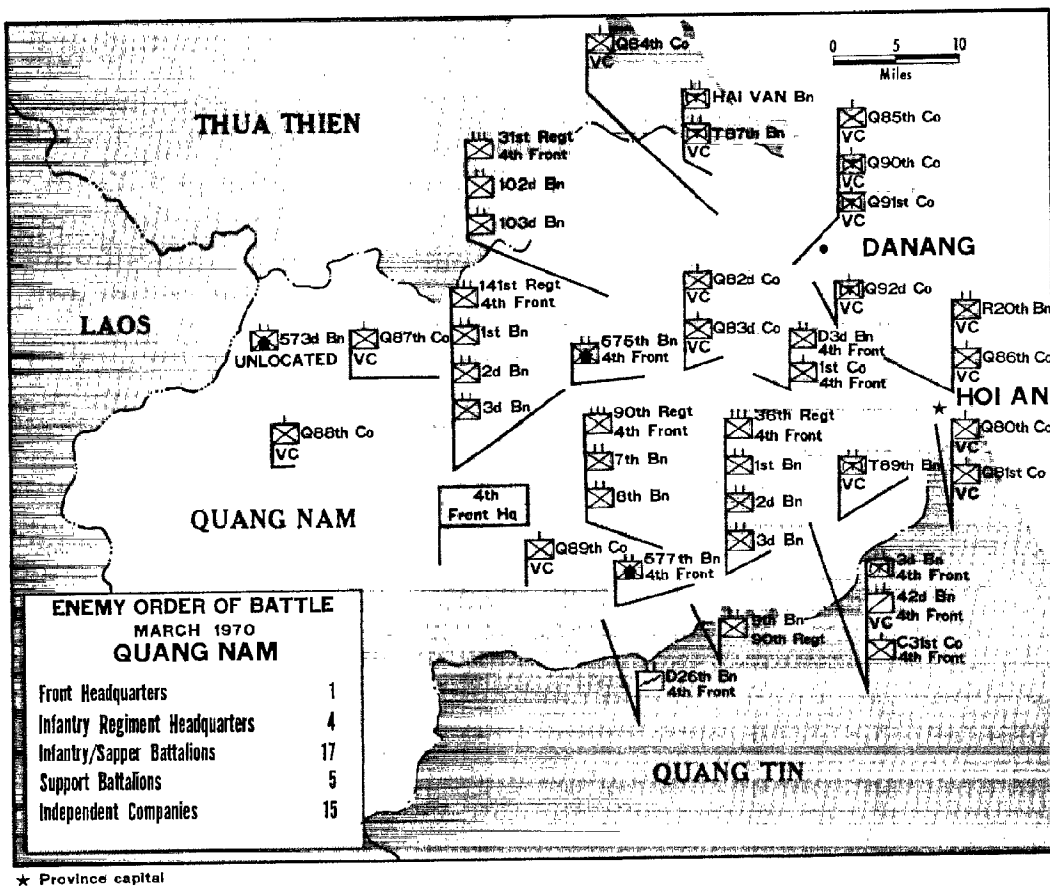 Q84th Co
VC
0 5 10
Miles
HAI VAN Bn
T87th Bn
VC
THUA THIEN
31st Regt
4th Front
102d Bn
103d Bn
Q85th Co
VC
Q90th Co
VC
Q91st Co
VC
DANANG
141st Regt
4th Front
1st Bn
2d Bn
3d Bn
Q82d Co
VC
Q83d Co
VC
Q92d Co
VC
R20th Bn
VC
Q86th Co
VC
LAOS
573d Bn
UNLOCATED
Q87th Co
VC
575th Bn
4th Front
D3d Bn
4th Front
1st Co
4th Front
HOI AN
Q88th Co
VC
90th Regt
4th Front
7th Bn
8th Bn
36th Regt
4th Front
1st Bn
2d Bn
3d Bn
T89th Bn
VC
Q80th Co
VC
Q81st Co
VC
QUANG NAM
4th
Front Hq
Q89th Co
VC
577th Bn
4th Front
3d Bn
4th Front
42d Bn
VC 4th Front
C31st Co
4th Front
9th Bn
90th Regt
D26th Bn
4th Front
QUANG TIN
ENEMY ORDER OF BATTLE
MARCH 1970
QUANG NAM
Front Headquarters 1
Infantry Regiment Headquarters 4
Infantry/Sapper Battalions 17
Support Battalions 5
Independent Companies 15
★ Province capital